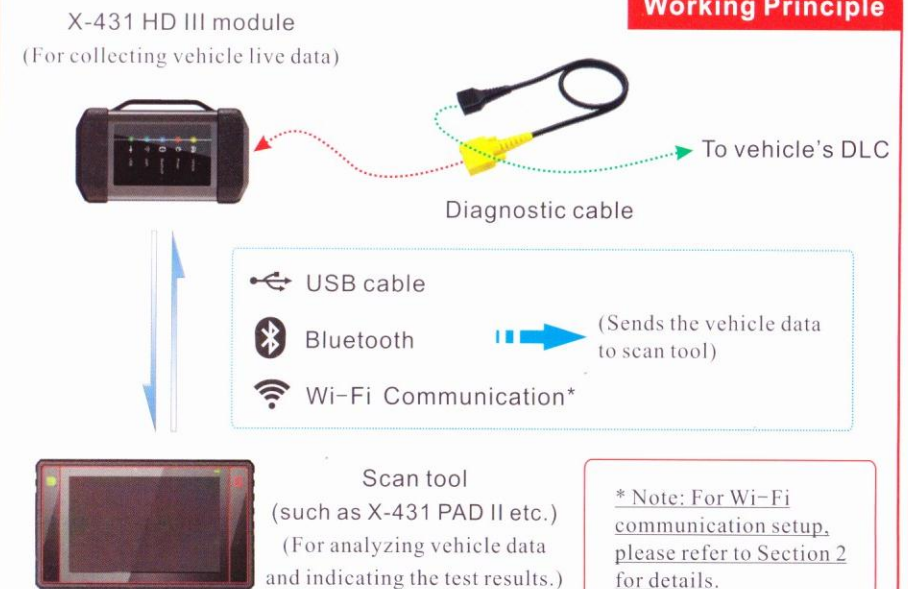 Working Principle
X-431 HD III module
(For collecting vehicle live data)
To vehicle's DLC
Diagnostic cable
USB cable
Bluetooth
Wi-Fi Communication*
(Sends the vehicle data
to scan tool)
Scan tool
(such as X-431 PAD II etc.)
(For analyzing vehicle data
and indicating the test results.)
* Note: For Wi-Fi
communication setup,
please refer to Section 2
for details.